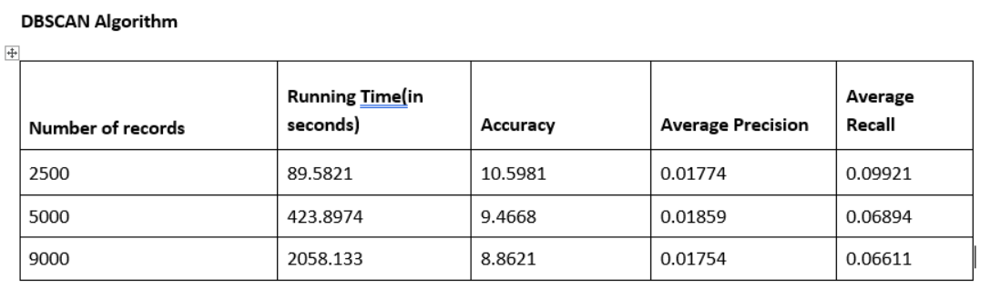 DBSCAN Algorithm
Number of records Running Time(in seconds) Accuracy Average Precision Average Recall
2500 89.5821 10.5981 0.01774 0.09921
5000 423.8974 9.4668 0.01859 0.06894
9000 2058.133 8.8621 0.01754 0.06611